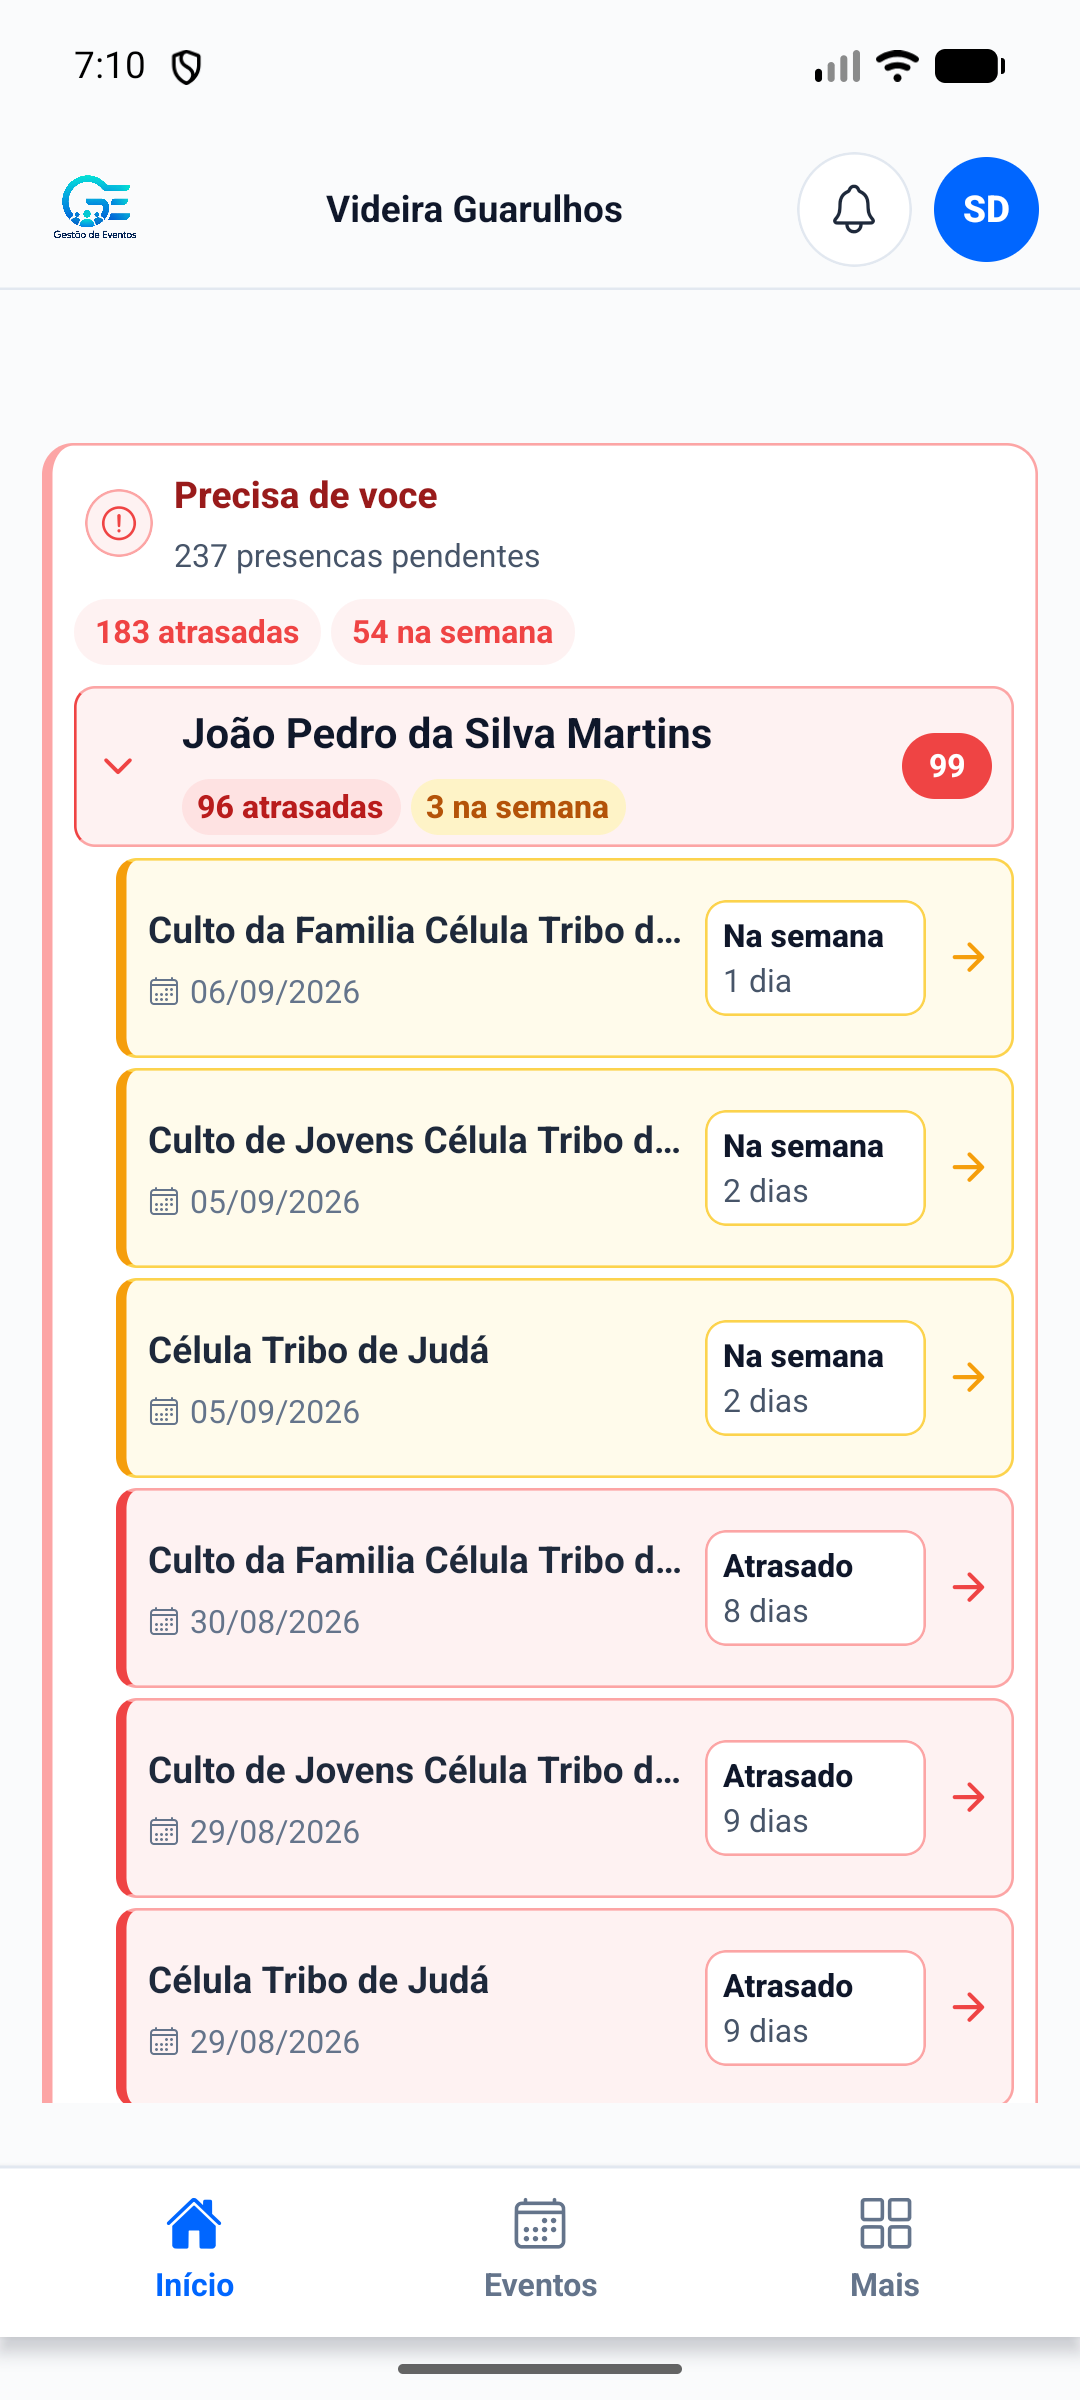 7:10
Gestão de Eventos
Videira Guarulhos
SD
Precisa de voce
237 presencas pendentes
183 atrasadas
54 na semana
João Pedro da Silva Martins
96 atrasadas
3 na semana
99
Culto da Familia Célula Tribo d...
06/09/2026
Na semana
1 dia
Culto de Jovens Célula Tribo d...
05/09/2026
Na semana
2 dias
Célula Tribo de Judá
05/09/2026
Na semana
2 dias
Culto da Familia Célula Tribo d...
30/08/2026
Atrasado
8 dias
Culto de Jovens Célula Tribo d...
29/08/2026
Atrasado
9 dias
Célula Tribo de Judá
29/08/2026
Atrasado
9 dias
Início
Eventos
Mais